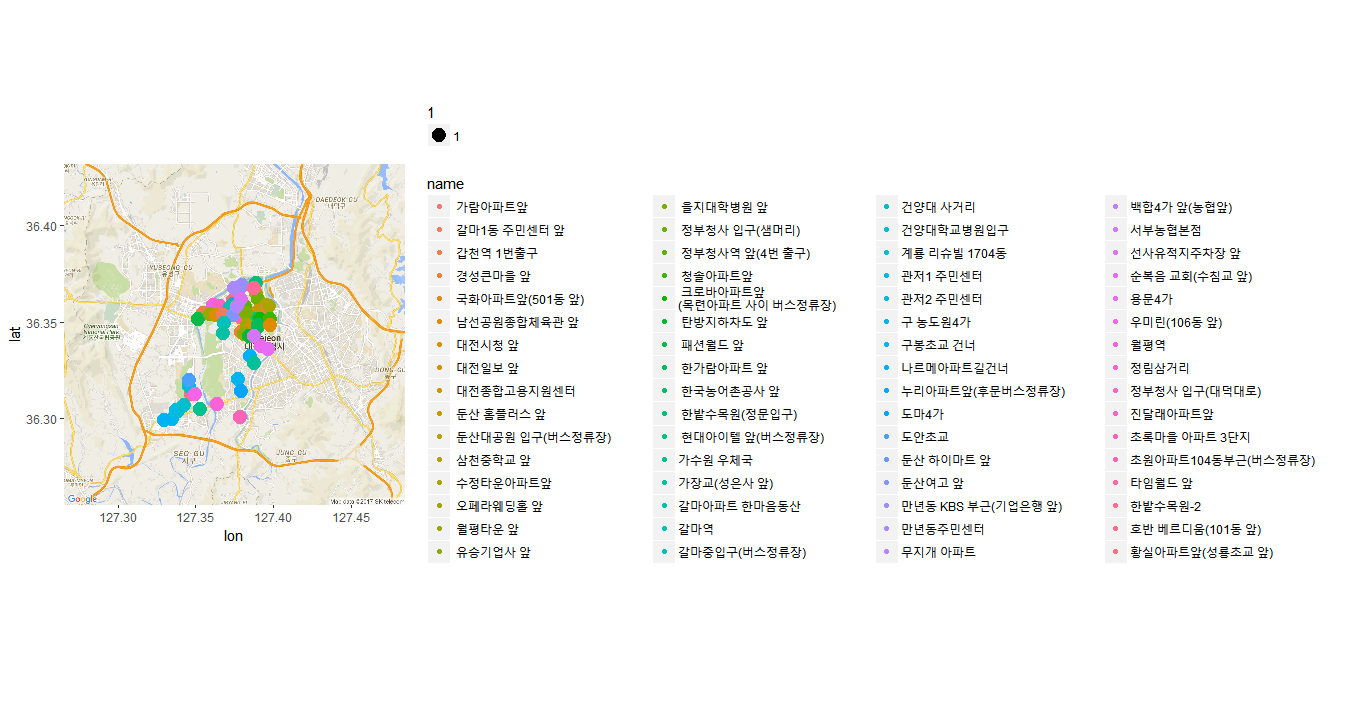 1
1
name
가람아파트앞
갈마1동 주민센터 앞
갑천역 1번출구
경성큰마을 앞
국화아파트앞(501동 앞)
남선공원종합체육관 앞
대전시청 앞
대전일보 앞
대전종합고용지원센터
둔산 홈플러스 앞
둔산대공원 입구(버스정류장)
삼천중학교 앞
수정타운아파트앞
오페라웨딩홀 앞
월평타운 앞
유승기업사 앞
을지대학병원 앞
정부청사 입구(샘머리)
정부청사역 앞(4번 출구)
청솔아파트앞
크로바아파트앞
(목련아파트 사이 버스정류장)
탄방지하차도 앞
패션월드 앞
한가람아파트 앞
한국농어촌공사 앞
한밭수목원(정문입구)
현대아이텔 앞(버스정류장)
가수원 우체국
가장교(성은사 앞)
갈마아파트 한마음동산
갈마역
갈마중입구(버스정류장)
건양대 사거리
건양대학교병원입구
계룡 리슈빌 1704동
관저1 주민센터
관저2 주민센터
구 농도원4가
구봉초교 건너
나르메아파트길건너
누리아파트앞(후문버스정류장)
도마4가
도안초교
둔산 하이마트 앞
둔산여고 앞
만년동 KBS 부근(기업은행 앞)
만년동주민센터
무지개 아파트
백합4가 앞(농협앞)
서부농협본점
선사유적지주차장 앞
순복음 교회(수침교 앞)
용문4가
우미린(106동 앞)
월평역
정림삼거리
정부청사 입구(대덕대로)
진달래아파트앞
초록마을 아파트 3단지
초원아파트104동부근(버스정류장)
타임월드 앞
한밭수목원-2
호반 베르디움(101동 앞)
황실아파트앞(성룡초교 앞)
lat
36.40
36.35
36.30
DAEDEOK-GU
대덕구
YUSEONG-GU
유성구
Gyeryongsan
National Park
DONG-GU
동구
SEO-GU
서구
JUNG-GU
중구
Google
Map data ©2017 SK telecom
127.30
127.35
127.40
127.45
lon